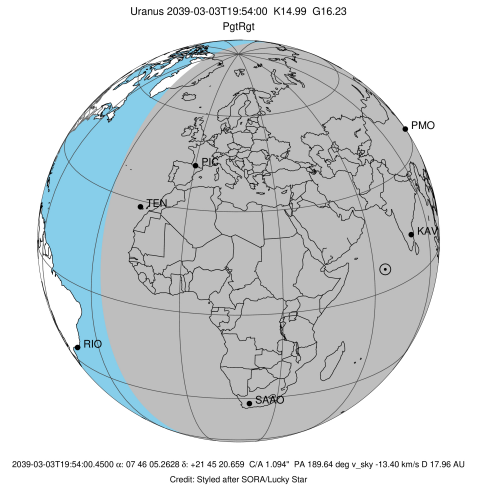 Uranus 2039-03-03T19:54:00 K14.99 G16.23
PgtRgt
PMO
PIC
TEN
KAV
RIO
SAAO
2039-03-03T19:54:00.4500 α: 07 46 05.2628 δ: +21 45 20.659 C/A 1.094" PA 189.64 deg v_sky -13.40 km/s D 17.96 AU
Credit: Styled after SORA/Lucky Star